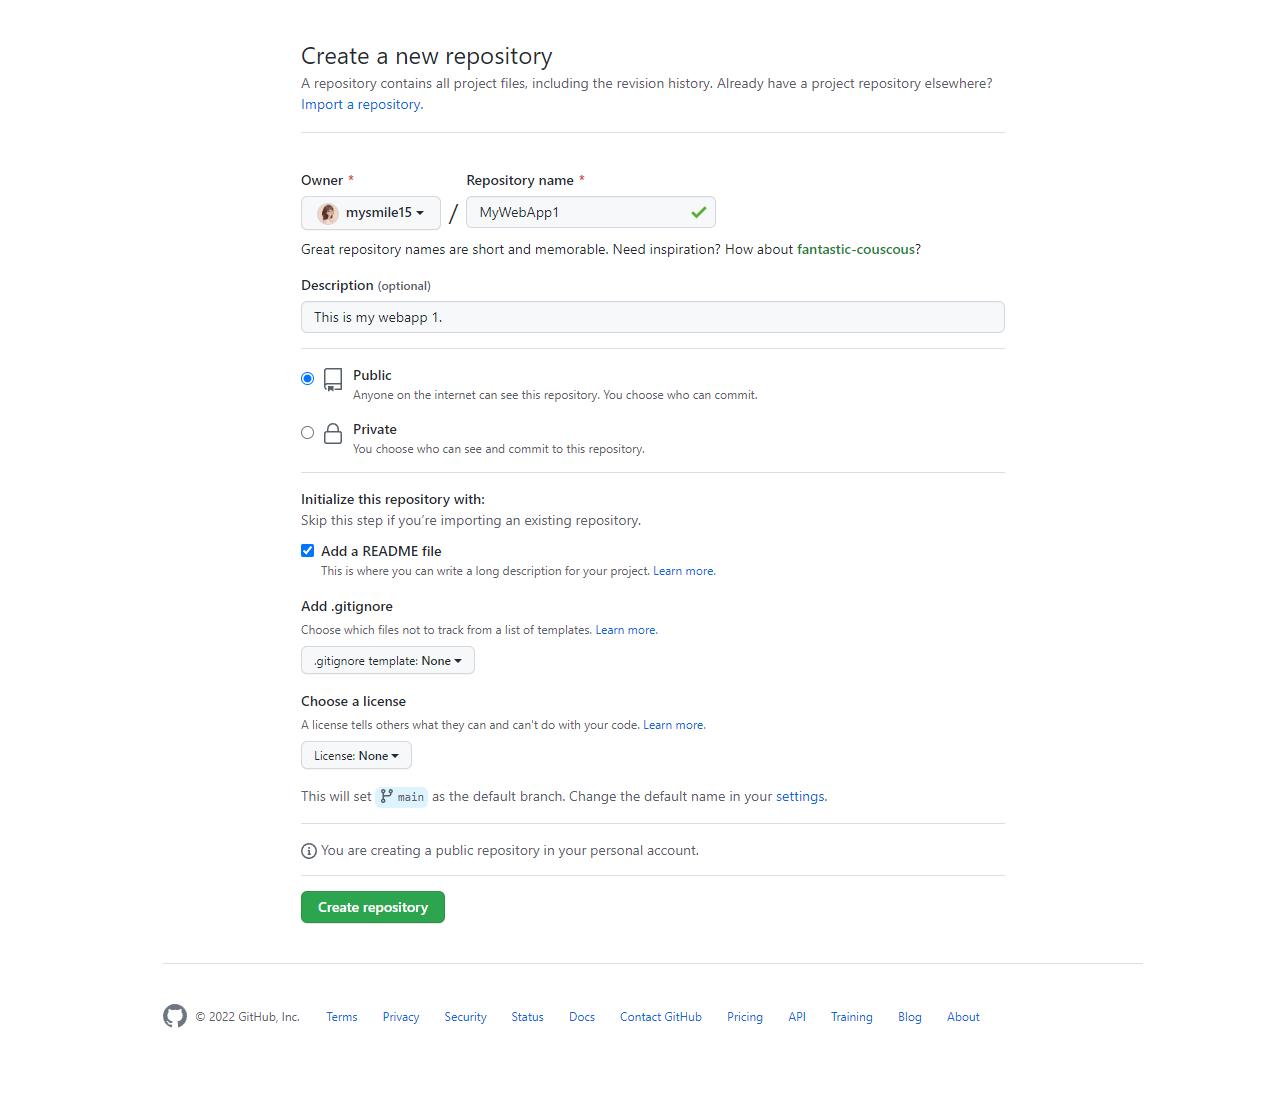 Create a new repository
A repository contains all project files, including the revision history. Already have a project repository elsewhere?
Import a repository.
Owner * Repository name *
mysmile15 / MyWebApp1
Great repository names are short and memorable. Need inspiration? How about fantastic-couscous?
Description (optional)
This is my webapp 1.
Public
Anyone on the internet can see this repository. You choose who can commit.
Private
You choose who can see and commit to this repository.
Initialize this repository with:
Skip this step if you're importing an existing repository.
Add a README file
This is where you can write a long description for your project. Learn more.
Add .gitignore
Choose which files not to track from a list of templates. Learn more.
.gitignore template: None
Choose a license
A license tells others what they can and can't do with your code. Learn more.
License: None
This will set main as the default branch. Change the default name in your settings.
You are creating a public repository in your personal account.
Create repository
© 2022 GitHub, Inc. Terms Privacy Security Status Docs Contact GitHub Pricing API Training Blog About